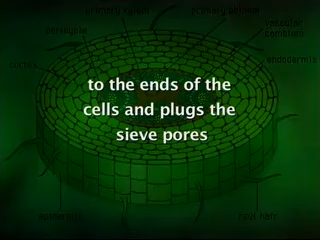 primary xylem
primary phloem
pericycle
vascular
cambium
cortex
endodermis
to the ends of the
cells and plugs the
sieve pores
epidermis
root hair